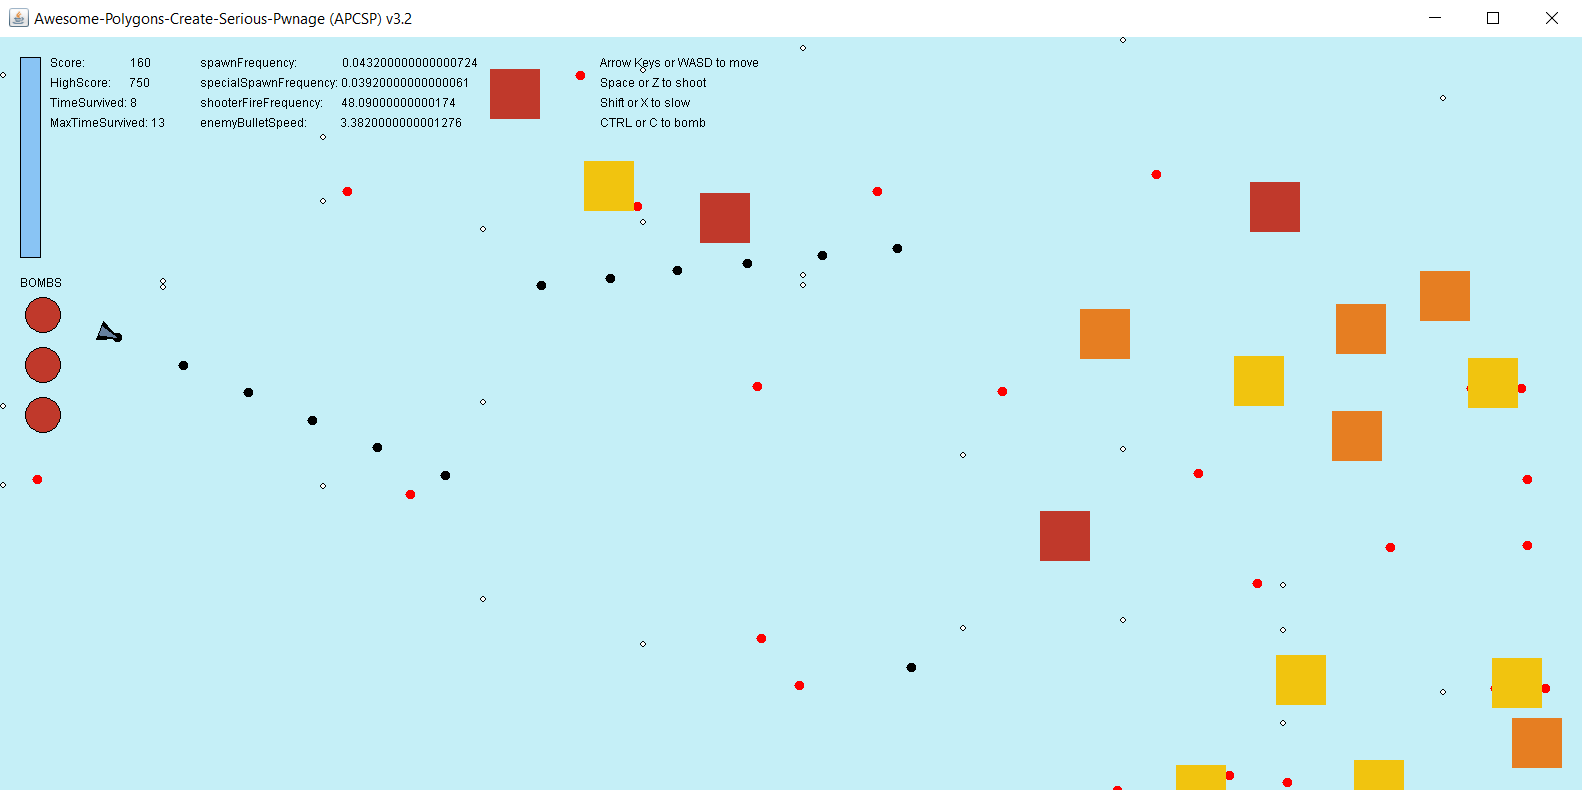 Awesome-Polygons-Create-Serious-Pwnage (APCSP) v3.2
Score: 160 spawnFrequency: 0.043200000000000724 Arrow Keys or WASD to move
HighScore: 750 specialSpawnFrequency: 0.039200000000000061 Space or Z to shoot
TimeSurvived: 8 shooterFireFrequency: 48.09000000000174 Shift or X to slow
MaxTimeSurvived: 13 enemyBulletSpeed: 3.3820000000001276 CTRL or C to bomb
BOMBS